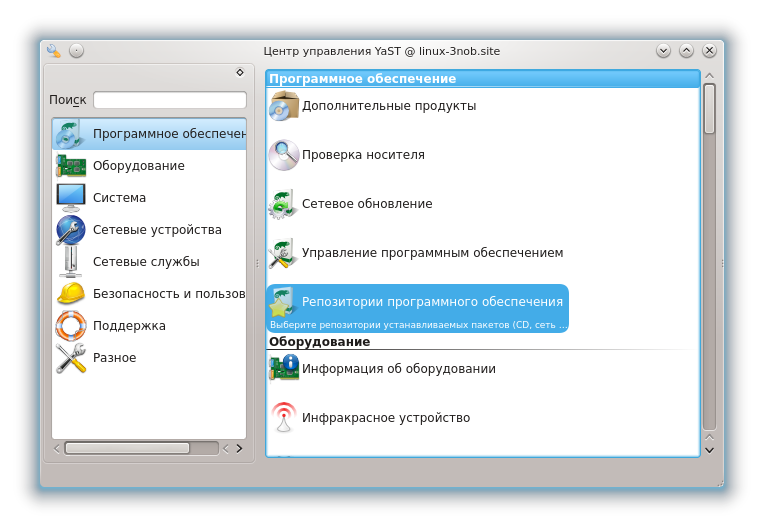 Центр управления YaST @ linux-3nob.site
Поиск
Программное обеспечен
Оборудование
Система
Сетевые устройства
Сетевые службы
Безопасность и пользов
Поддержка
Разное
Программное обеспечение
Дополнительные продукты
Проверка носителя
Сетевое обновление
Управление программным обеспечением
Репозитории программного обеспечения
Выберите репозитории устанавливаемых пакетов (CD, сеть ...
Оборудование
Информация об оборудовании
Инфракрасное устройство